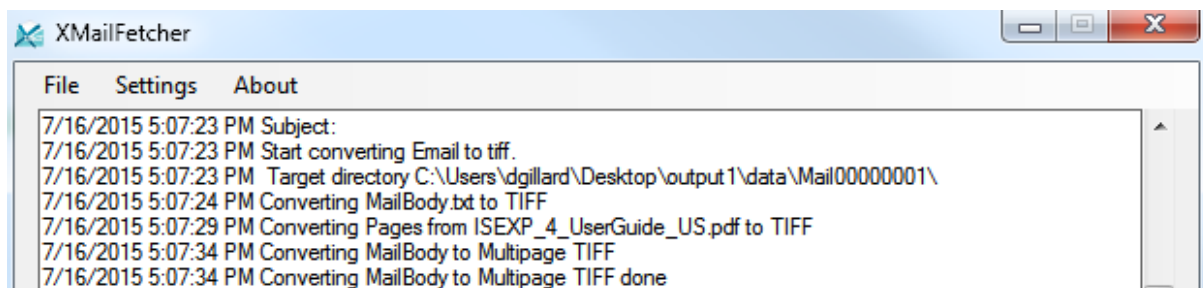 XMailFetcher
File Settings About
7/16/2015 5:07:23 PM Subject:
7/16/2015 5:07:23 PM Start converting Email to tiff.
7/16/2015 5:07:23 PM  Target directory C:\Users\dgillard\Desktop\output1\data\Mail00000001\
7/16/2015 5:07:24 PM Converting MailBody.txt to TIFF
7/16/2015 5:07:29 PM Converting Pages from ISEXP_4_UserGuide_US.pdf to TIFF
7/16/2015 5:07:34 PM Converting MailBody to Multipage TIFF
7/16/2015 5:07:34 PM Converting MailBody to Multipage TIFF done